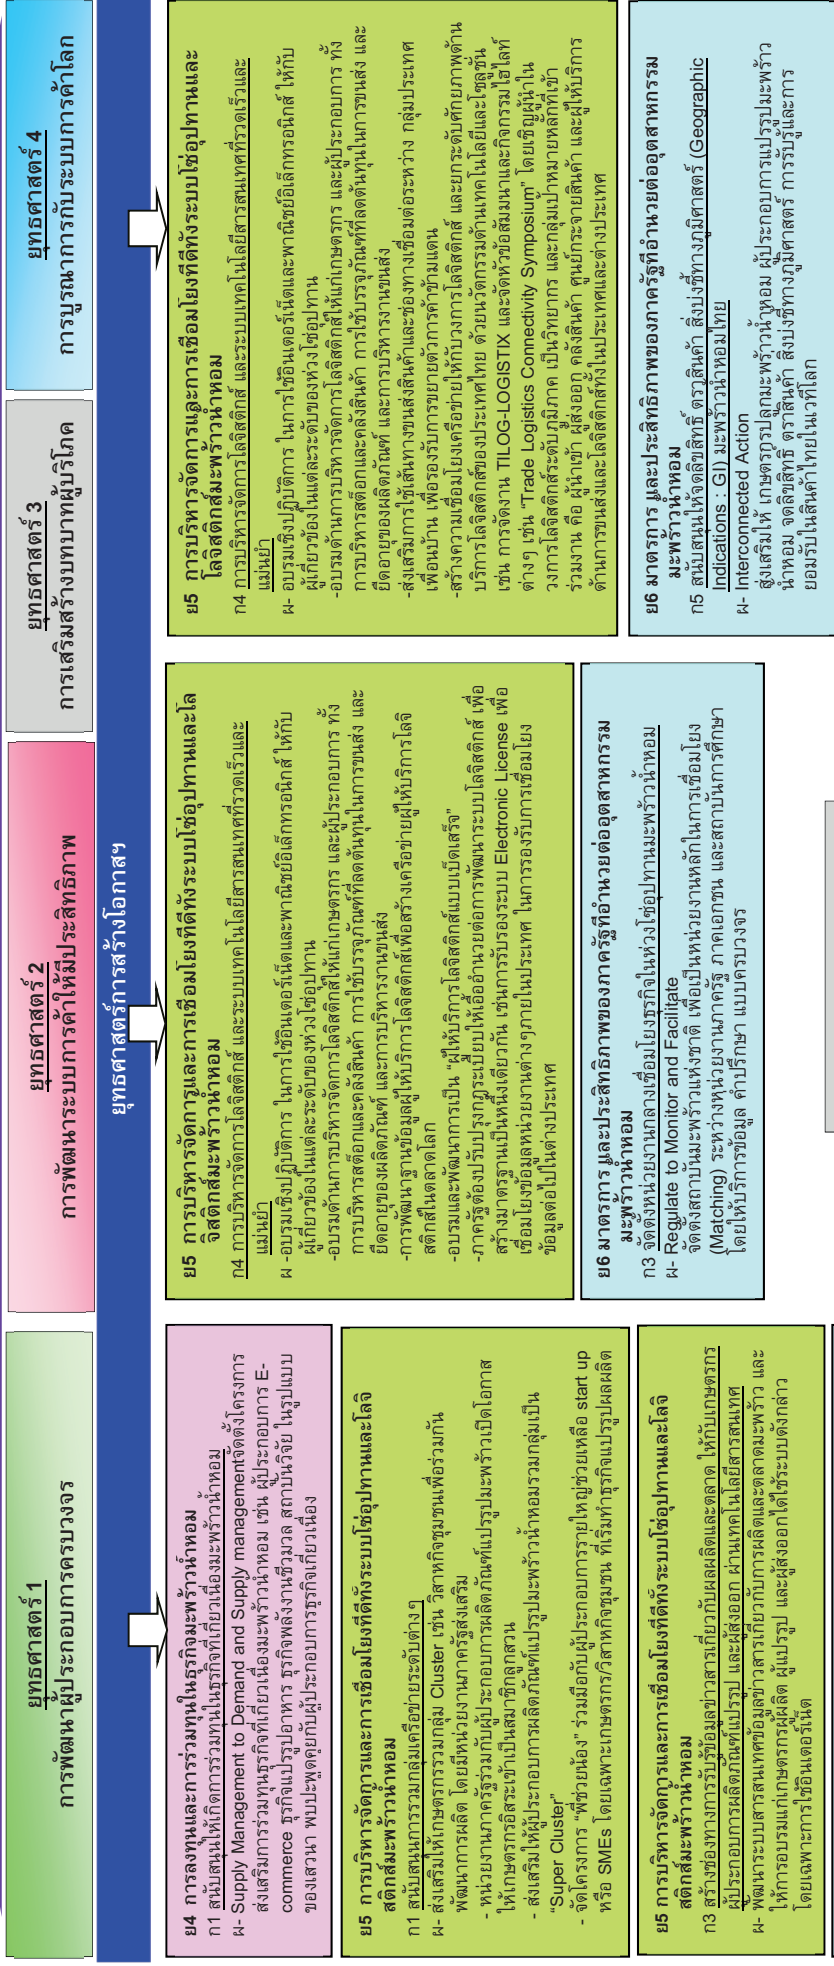 ยุทธศาสตร์ 1
การพัฒนาผู้ประกอบการครบวงจร
ยุทธศาสตร์ 2
การพัฒนาระบบการค้าให้มีประสิทธิภาพ
ยุทธศาสตร์ 3
การเสริมสร้างบทบาทผู้บริโภค
ยุทธศาสตร์ 4
การบูรณาการกับระบบการค้าโลก
ยุทธศาสตร์การสร้างโอกาสฯ
ย4 การลงทุนและการร่วมทุนในธุรกิจมะพร้าวน้ำหอม
ก1 สนับสนุนให้เกิดการร่วมทุนในธุรกิจที่เกี่ยวเนื่องมะพร้าวน้ำหอม
ผ- Supply Management to Demand and Supply managementจัดตั้งโครงการ
ส่งเสริมการร่วมทุนธุรกิจที่เกี่ยวเนื่องมะพร้าวน้ำหอม เช่น ผู้ประกอบการ E-
commerce ธุรกิจแปรรูปอาหาร ธุรกิจพลังงานชีวมวล สถาบันวิจัย ในรูปแบบ
ของเสวนา พบปะพูดคุยกับผู้ประกอบการธุรกิจเกี่ยวเนื่อง
ย5 การบริหารจัดการและการเชื่อมโยงที่ดีทั้งระบบโซ่อุปทานและโลจิ
สติกส์มะพร้าวน้ำหอม
ก1 สนับสนุนการรวมกลุ่มเครือข่ายระดับต่างๆ
ผ- ส่งเสริมให้เกษตรกรรวมกลุ่ม Cluster เช่น วิสาหกิจชุมชนเพื่อร่วมกัน
พัฒนาการผลิต โดยมีหน่วยงานภาครัฐส่งเสริม
- หน่วยงานภาครัฐร่วมกับผู้ประกอบการผลิตภัณฑ์แปรรูปมะพร้าวเปิดโอกาส
ให้เกษตรกรอิสระเข้าเป็นสมาชิกลูกสวน
- ส่งเสริมให้ผู้ประกอบการผลิตภัณฑ์แปรรูปมะพร้าวน้ำหอมรวมกลุ่มเป็น
“Super Cluster”
- จัดโครงการ “พี่ช่วยน้อง” ร่วมมือกับผู้ประกอบการรายใหญ่ช่วยเหลือ start up
หรือ SMEs โดยเฉพาะเกษตรกร/วิสาหกิจชุมชน ที่เริ่มทำธุรกิจแปรรูปผลผลิต
ย5 การบริหารจัดการและการเชื่อมโยงที่ดีทั้งระบบโซ่อุปทานและโลจิ
สติกส์มะพร้าวน้ำหอม
ก3 สร้างช่องทางการรับรู้ข้อมูลข่าวสารเกี่ยวกับผลผลิตและตลาด ให้กับเกษตรกร
ผู้ประกอบการผลิตภัณฑ์แปรรูป และผู้ส่งออก ผ่านเทคโนโลยีสารสนเทศ
ผ- พัฒนาระบบสารสนเทศข้อมูลข่าวสารเกี่ยวกับการผลิตและตลาดมะพร้าว และ
ให้การอบรมแก่เกษตรกรผู้ผลิต ผู้แปรรูป และผู้ส่งออกได้ใช้ระบบดังกล่าว
โดยเฉพาะการใช้อินเตอร์เน็ต
ย5 การบริหารจัดการและการเชื่อมโยงที่ดีทั้งระบบโซ่อุปทานและโล
จิสติกส์มะพร้าวน้ำหอม
ก4 การบริหารจัดการโลจิสติกส์ และระบบเทคโนโลยีสารสนเทศที่รวดเร็วและ
แม่นยำ
ผ -อบรมเชิงปฏิบัติการ ในการใช้อินเตอร์เน็ตและพาณิชย์อิเล็กทรอนิกส์ ให้กับ
ผู้เกี่ยวข้องในแต่ละระดับของห่วงโซ่อุปทาน
-อบรมด้านการบริหารจัดการโลจิสติกส์ให้แก่เกษตรกร และผู้ประกอบการ ทั้ง
การบริหารสต็อกและคลังสินค้า การใช้บรรจุภัณฑ์ที่ลดต้นทุนในการขนส่ง และ
ยืดอายุของผลิตภัณฑ์ และการบริหารงานขนส่ง
-การพัฒนาฐานข้อมูลผู้ให้บริการโลจิสติกส์เพื่อสร้างเครือข่ายผู้ให้บริการโลจิ
สติกส์ในตลาดโลก
-อบรมและพัฒนาการเป็น “ผู้ให้บริการโลจิสติกส์แบบเบ็ดเสร็จ”
-ภาครัฐต้องปรับปรุงกฎระเบียบให้เอื้ออำนวยต่อการพัฒนาระบบโลจิสติกส์ เพื่อ
สร้างมาตรฐานเป็นหนึ่งเดียวกัน เช่นการรับรองระบบ Electronic License เพื่อ
เชื่อมโยงข้อมูลหน่วยงานต่างๆภายในประเทศ ในการรองรับการเชื่อมโยง
ข้อมูลต่อไปในต่างประเทศ
ย6 มาตรการ และประสิทธิภาพของภาครัฐที่อำนวยต่ออุตสาหกรรม
มะพร้าวน้ำหอม
ก3 จัดตั้งหน่วยงานกลางเชื่อมโยงธุรกิจในห่วงโซ่อุปทานมะพร้าวน้ำหอม
ผ- Regulate to Monitor and Facilitate
จัดตั้งสถาบันมะพร้าวแห่งชาติ เพื่อเป็นหน่วยงานหลักในการเชื่อมโยง
(Matching) ระหว่างหน่วยงานภาครัฐ ภาคเอกชน และสถาบันการศึกษา
โดยให้บริการข้อมูล คำปรึกษา แบบครบวงจร
ย5 การบริหารจัดการและการเชื่อมโยงที่ดีทั้งระบบโซ่อุปทานและ
โลจิสติกส์มะพร้าวน้ำหอม
ก4 การบริหารจัดการโลจิสติกส์ และระบบเทคโนโลยีสารสนเทศที่รวดเร็วและ
แม่นยำ
ผ- อบรมเชิงปฏิบัติการ ในการใช้อินเตอร์เน็ตและพาณิชย์อิเล็กทรอนิกส์ ให้กับ
ผู้เกี่ยวข้องในแต่ละระดับของห่วงโซ่อุปทาน
-อบรมด้านการบริหารจัดการโลจิสติกส์ให้แก่เกษตรกร และผู้ประกอบการ ทั้ง
การบริหารสต็อกและคลังสินค้า การใช้บรรจุภัณฑ์ที่ลดต้นทุนในการขนส่ง และ
ยืดอายุของผลิตภัณฑ์ และการบริหารงานขนส่ง
-ส่งเสริมการใช้เส้นทางขนส่งสินค้าและช่องทางเชื่อมต่อระหว่าง กลุ่มประเทศ
เพื่อนบ้าน เพื่อรองรับการขยายตัวการค้าข้ามแดน
-สร้างความเชื่อมโยงเครือข่ายให้กับวงการโลจิสติกส์ และยกระดับศักยภาพด้าน
บริการโลจิสติกส์ของประเทศไทย ด้วยนวัตกรรมด้านเทคโนโลยีและโซลูชั่น
เช่น การจัดงาน TILOG-LOGISTIX และจัดหัวข้อสัมมนาและกิจกรรมไฮไลท์
ต่างๆ เช่น “Trade Logistics Connectivity Symposium” โดยเชิญผู้นำใน
วงการโลจิสติกส์ระดับภูมิภาค เป็นวิทยากร และกลุ่มเป้าหมายหลักที่เข้า
ร่วมงาน คือ ผู้นำเข้า ผู้ส่งออก คลังสินค้า ศูนย์กระจายสินค้า และผู้ให้บริการ
ด้านการขนส่งและโลจิสติกส์ทั้งในประเทศและต่างประเทศ
ย6 มาตรการ และประสิทธิภาพของภาครัฐที่อำนวยต่ออุตสาหกรรม
มะพร้าวน้ำหอม
ก5 สนับสนุนให้จดลิขสิทธิ์ ตราสินค้า สิ่งบ่งชี้ทางภูมิศาสตร์ (Geographic
Indications : GI) มะพร้าวน้ำหอมไทย
ผ- Interconnected Action
ส่งเสริมให้ เกษตรกรปลูกมะพร้าวน้ำหอม ผู้ประกอบการแปรรูปมะพร้าว
น้ำหอม จดลิขสิทธิ์ ตราสินค้า สิ่งบ่งชี้ทางภูมิศาสตร์ การรับรู้และการ
ยอมรับในสินค้าไทยในเวทีโลก